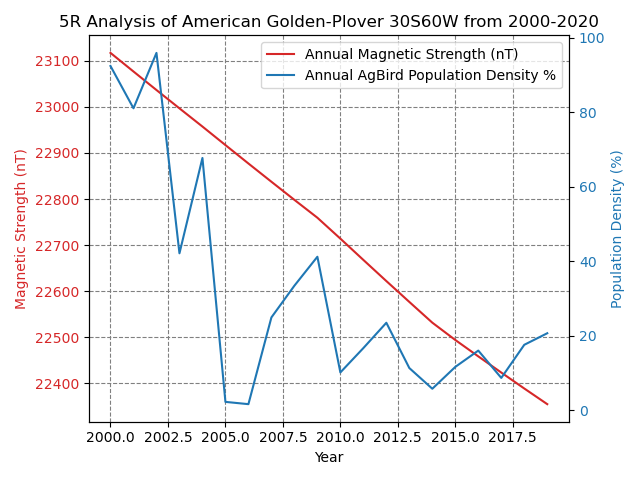 5R Analysis of American Golden-Plover 30S60W from 2000-2020
Annual Magnetic Strength (nT)
Annual AgBird Population Density %
Magnetic Strength (nT)
23100
23000
22900
22800
22700
22600
22500
22400
100
80
60
40
20
0
Population Density (%)
2000.0 2002.5 2005.0 2007.5 2010.0 2012.5 2015.0 2017.5
Year